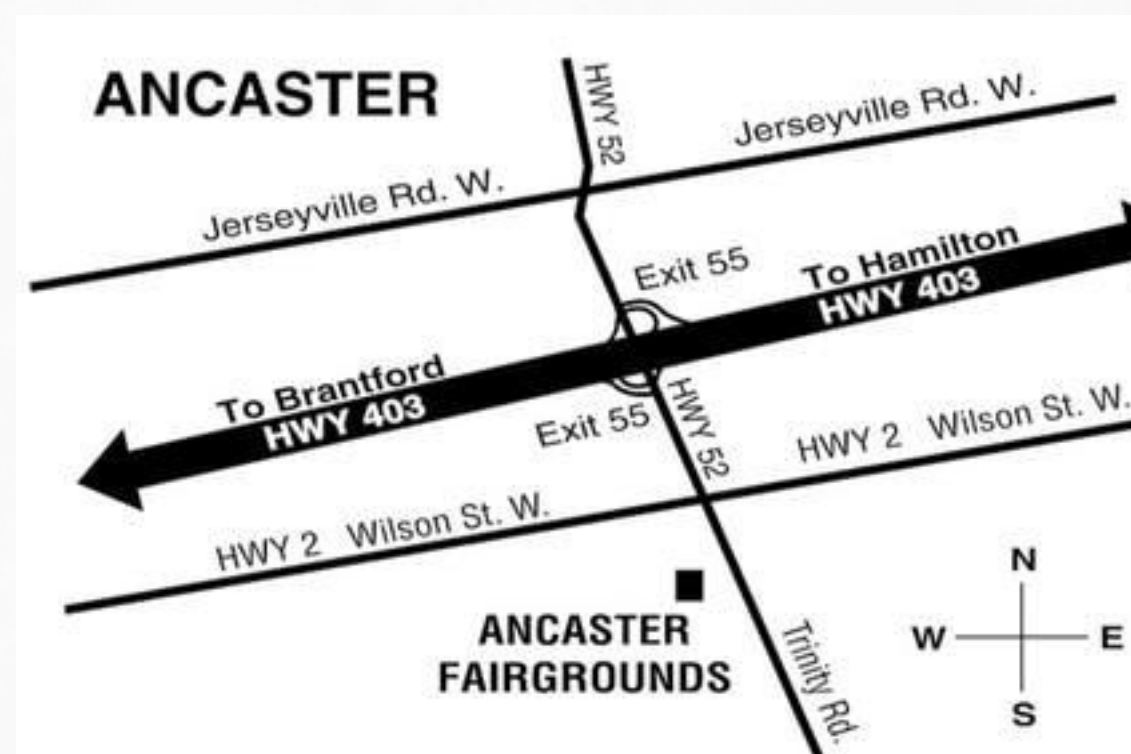 ANCASTER
HWY 52
Jerseyville Rd. W.
Jerseyville Rd. W.
Exit 55
To Hamilton
HWY 403
To Brantford
HWY 403
Exit 55
HWY 52
HWY 2 Wilson St. W.
HWY 2 Wilson St. W.
ANCASTER
FAIRGROUNDS
Trinity Rd.
N
W E
S